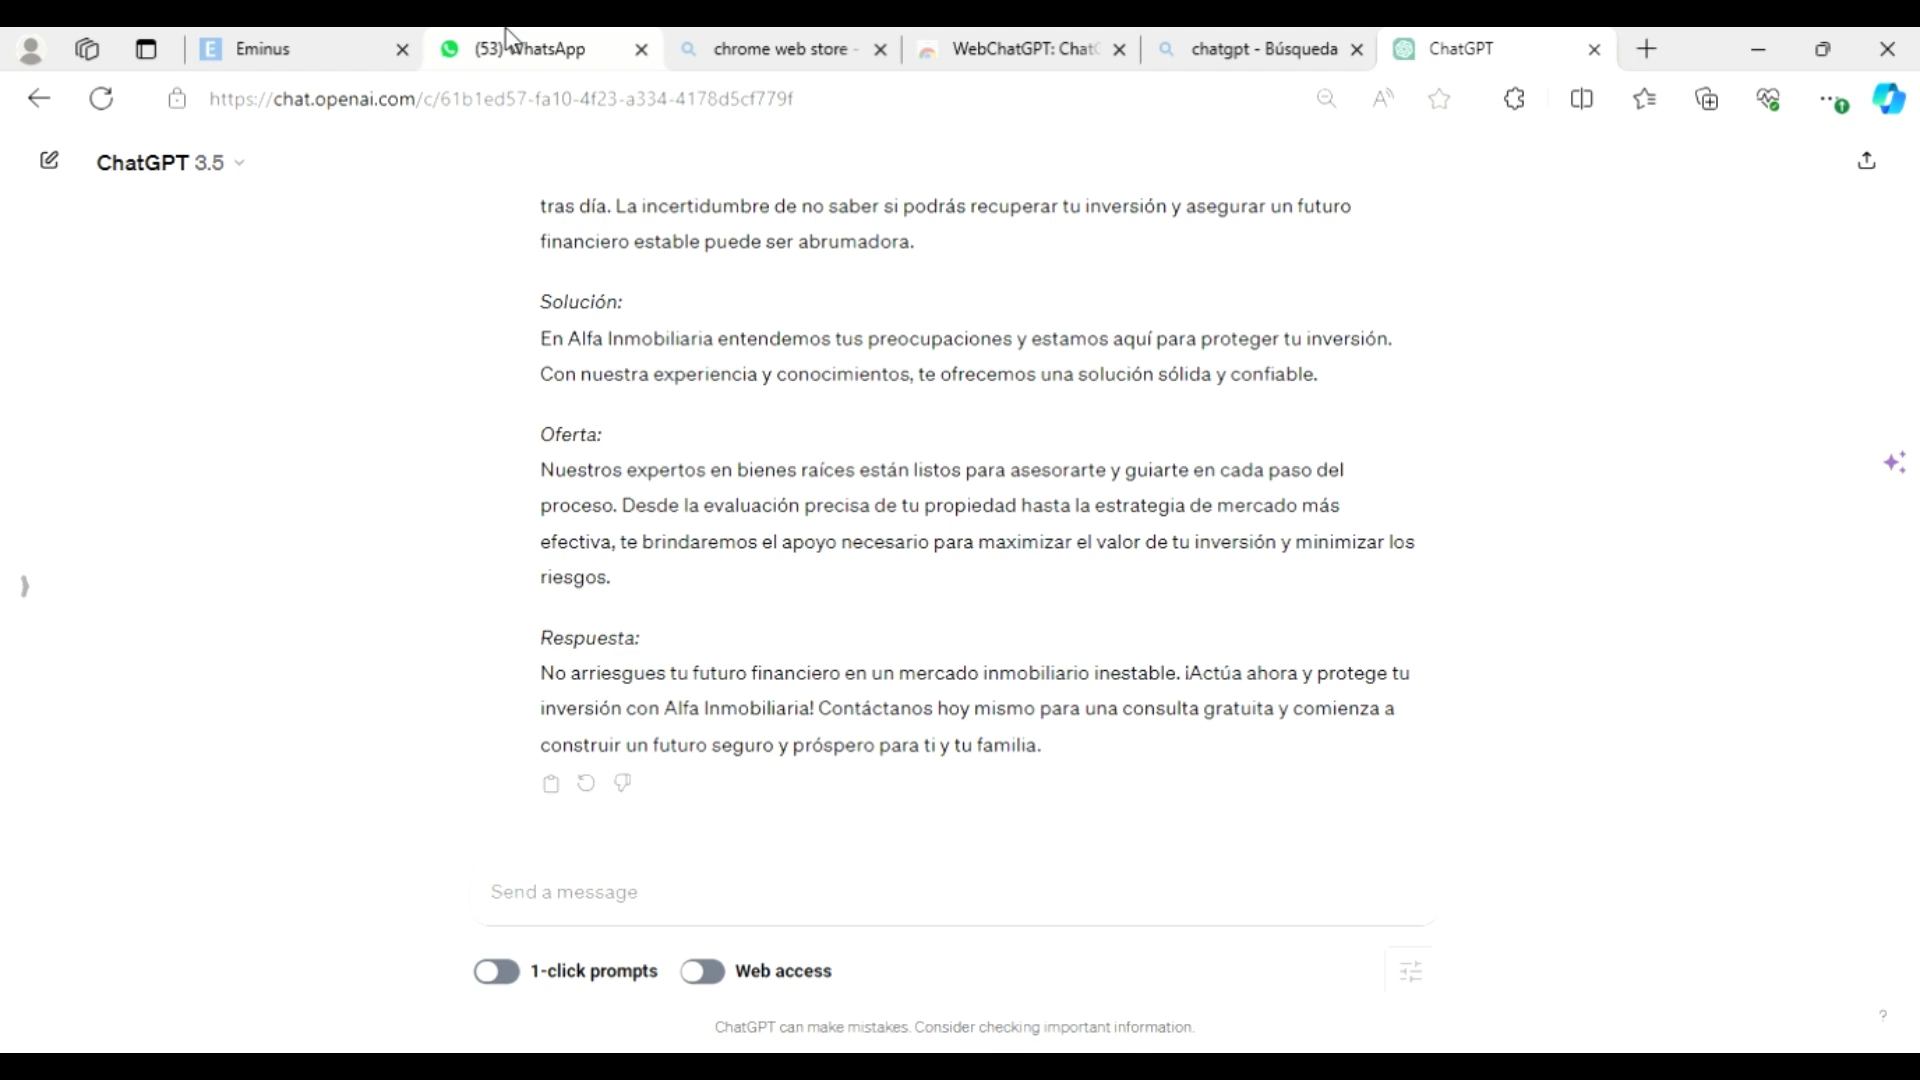 Eminus
(53) WhatsApp
chrome web store -
WebChatGPT: ChatG
chatgpt - Búsqueda
ChatGPT
https://chat.openai.com/c/61b1ed57-fa10-4f23-a334-4178d5cf779f
ChatGPT 3.5
tras día. La incertidumbre de no saber si podrás recuperar tu inversión y asegurar un futuro
financiero estable puede ser abrumadora.
Solución:
En Alfa Inmobiliaria entendemos tus preocupaciones y estamos aquí para proteger tu inversión.
Con nuestra experiencia y conocimientos, te ofrecemos una solución sólida y confiable.
Oferta:
Nuestros expertos en bienes raíces están listos para asesorarte y guiarte en cada paso del
proceso. Desde la evaluación precisa de tu propiedad hasta la estrategia de mercado más
efectiva, te brindaremos el apoyo necesario para maximizar el valor de tu inversión y minimizar los
riesgos.
Respuesta:
No arriesgues tu futuro financiero en un mercado inmobiliario inestable. ¡Actúa ahora y protege tu
inversión con Alfa Inmobiliaria! Contáctanos hoy mismo para una consulta gratuita y comienza a
construir un futuro seguro y próspero para ti y tu familia.
Send a message
1-click prompts
Web access
ChatGPT can make mistakes. Consider checking important information.
?